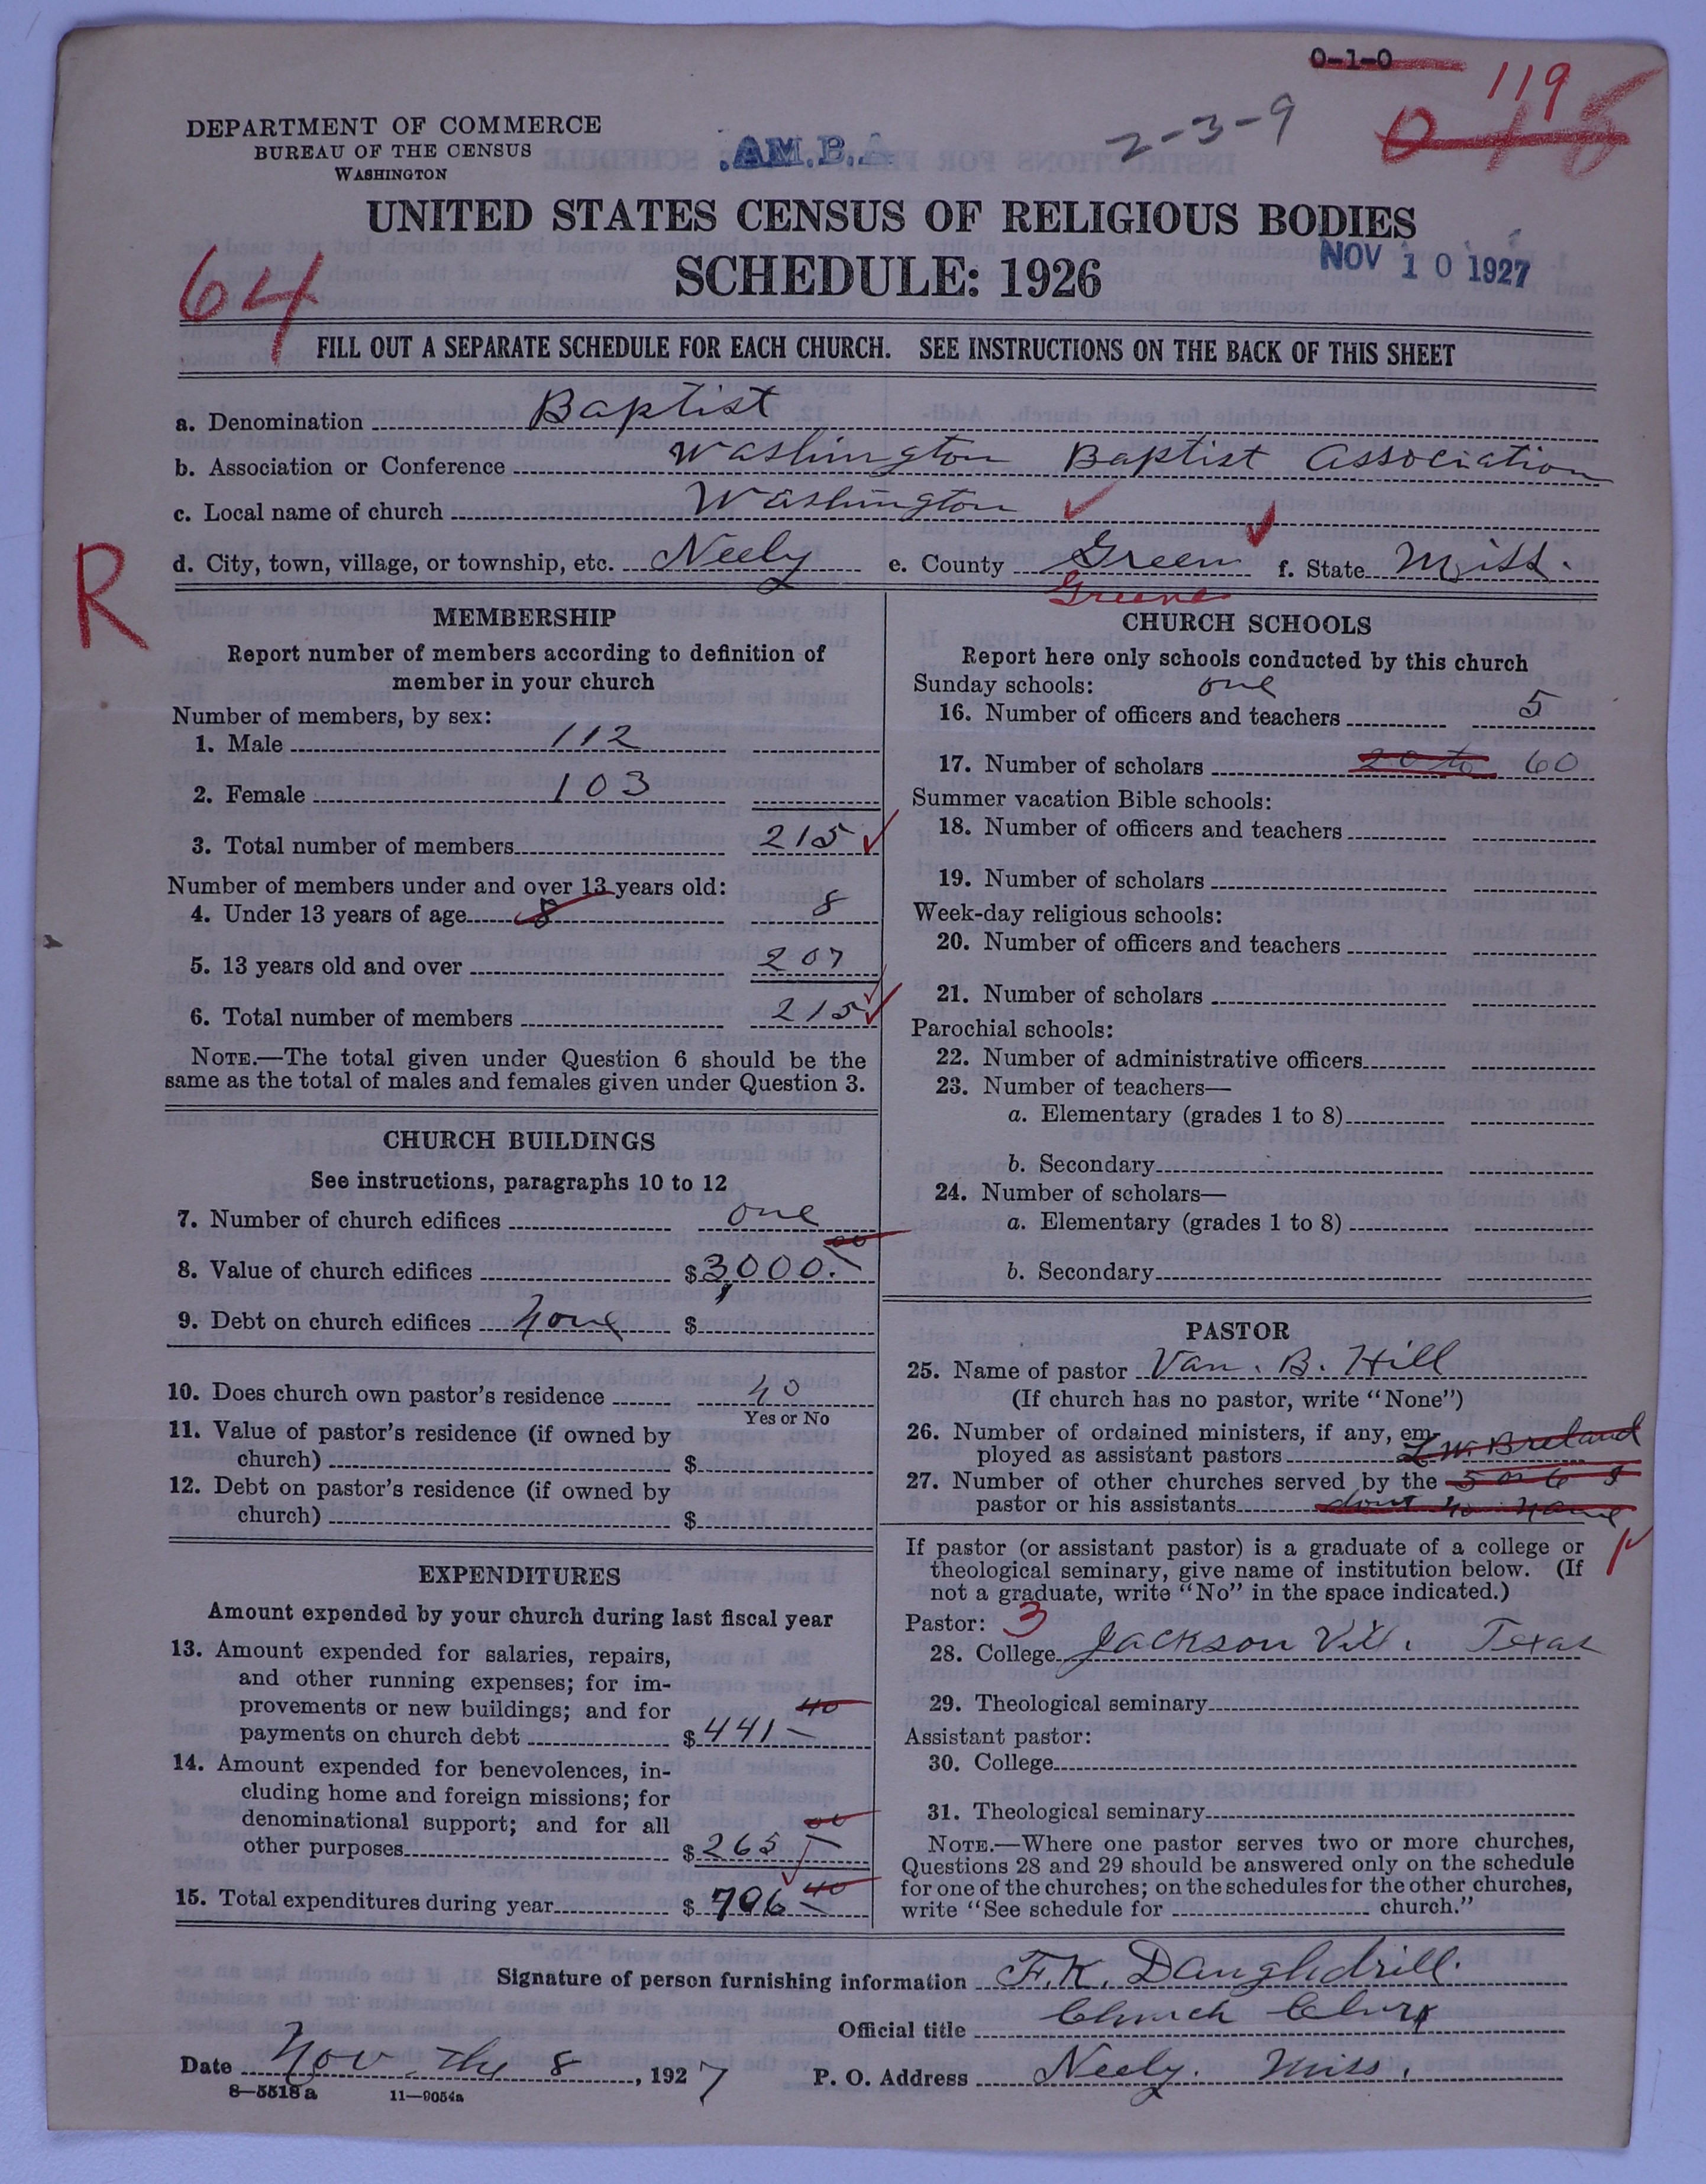 0-1-0
119
DEPARTMENT OF COMMERCE
BUREAU OF THE CENSUS
WASHINGTON
.AM.B.A.
2-3-9
UNITED STATES CENSUS OF RELIGIOUS BODIES
SCHEDULE: 1926
NOV 10 1927
64
FILL OUT A SEPARATE SCHEDULE FOR EACH CHURCH. SEE INSTRUCTIONS ON THE BACK OF THIS SHEET
a. Denomination Baptist
b. Association or Conference Washington Baptist Association
c. Local name of church Washington
d. City, town, village, or township, etc. Neely e. County Green f. State Miss.
Greene
R
MEMBERSHIP
Report number of members according to definition of
member in your church
Number of members, by sex:
1. Male 112
2. Female 103
3. Total number of members 215
Number of members under and over 13 years old:
4. Under 13 years of age 8 8
5. 13 years old and over 207
6. Total number of members 215
NOTE.—The total given under Question 6 should be the
same as the total of males and females given under Question 3.
CHURCH BUILDINGS
See instructions, paragraphs 10 to 12
7. Number of church edifices one
8. Value of church edifices $3,000.00
9. Debt on church edifices None $
10. Does church own pastor's residence no
Yes or No
11. Value of pastor's residence (if owned by
church) $
12. Debt on pastor's residence (if owned by
church) $
EXPENDITURES
Amount expended by your church during last fiscal year
13. Amount expended for salaries, repairs,
and other running expenses; for im-
provements or new buildings; and for
payments on church debt $441 40
14. Amount expended for benevolences, in-
cluding home and foreign missions; for
denominational support; and for all
other purposes $265 00
15. Total expenditures during year $706 40
CHURCH SCHOOLS
Report here only schools conducted by this church
Sunday schools: one
16. Number of officers and teachers 5
17. Number of scholars 20 to 60
Summer vacation Bible schools:
18. Number of officers and teachers
19. Number of scholars
Week-day religious schools:
20. Number of officers and teachers
21. Number of scholars
Parochial schools:
22. Number of administrative officers
23. Number of teachers—
a. Elementary (grades 1 to 8)
b. Secondary
24. Number of scholars—
a. Elementary (grades 1 to 8)
b. Secondary
PASTOR
25. Name of pastor Van. B. Hill
(If church has no pastor, write "None")
26. Number of ordained ministers, if any, em-
ployed as assistant pastors L.W. Breland
27. Number of other churches served by the 5 or 6 I
pastor or his assistants dont no name
If pastor (or assistant pastor) is a graduate of a college or
theological seminary, give name of institution below. (If
not a graduate, write "No" in the space indicated.)
Pastor: 3
28. College Jackson Vill. Texas
29. Theological seminary
Assistant pastor:
30. College
31. Theological seminary
NOTE.—Where one pastor serves two or more churches,
Questions 28 and 29 should be answered only on the schedule
for one of the churches; on the schedules for the other churches,
write "See schedule for church."
Signature of person furnishing information F.K. Daughdrill.
Official title Church Clurk
Date Nov the 8, 1927 P. O. Address Neely. Miss.
8—5518 a 11—9054a